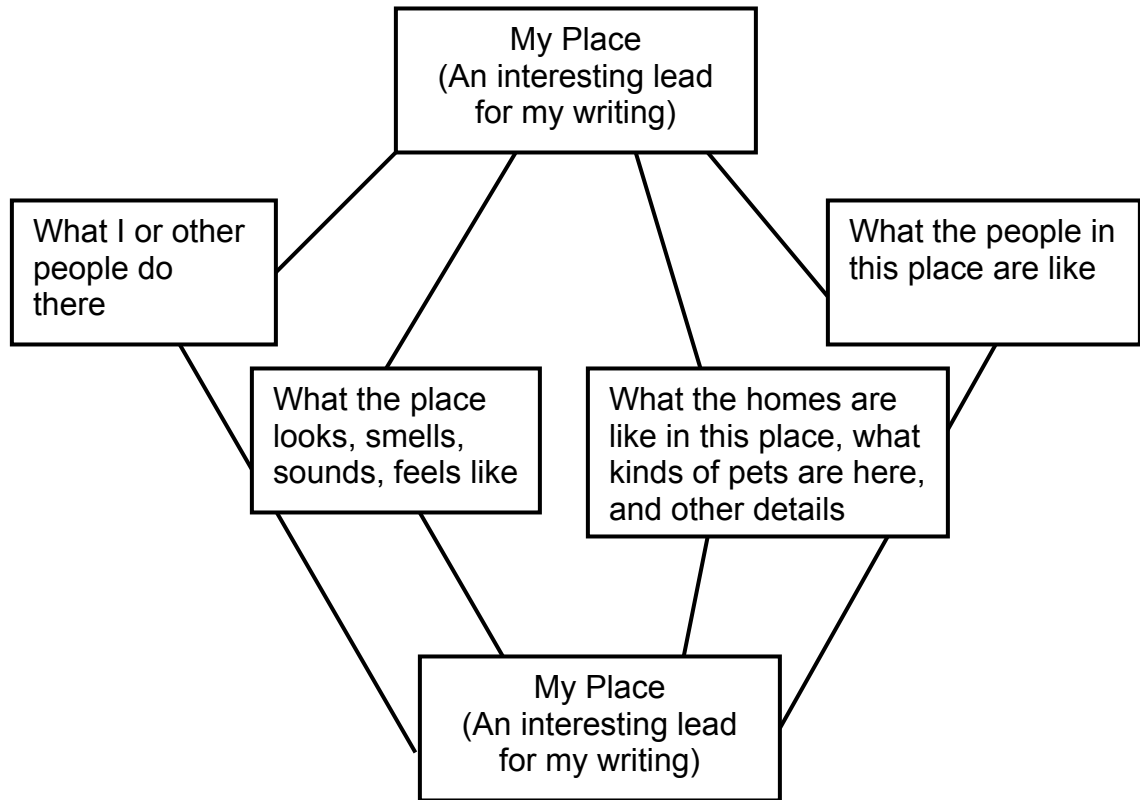 My Place
(An interesting lead
for my writing)
What I or other
people do
there
What the people in
this place are like
What the place
looks, smells,
sounds, feels like
What the homes are
like in this place, what
kinds of pets are here,
and other details
My Place
(An interesting lead
for my writing)